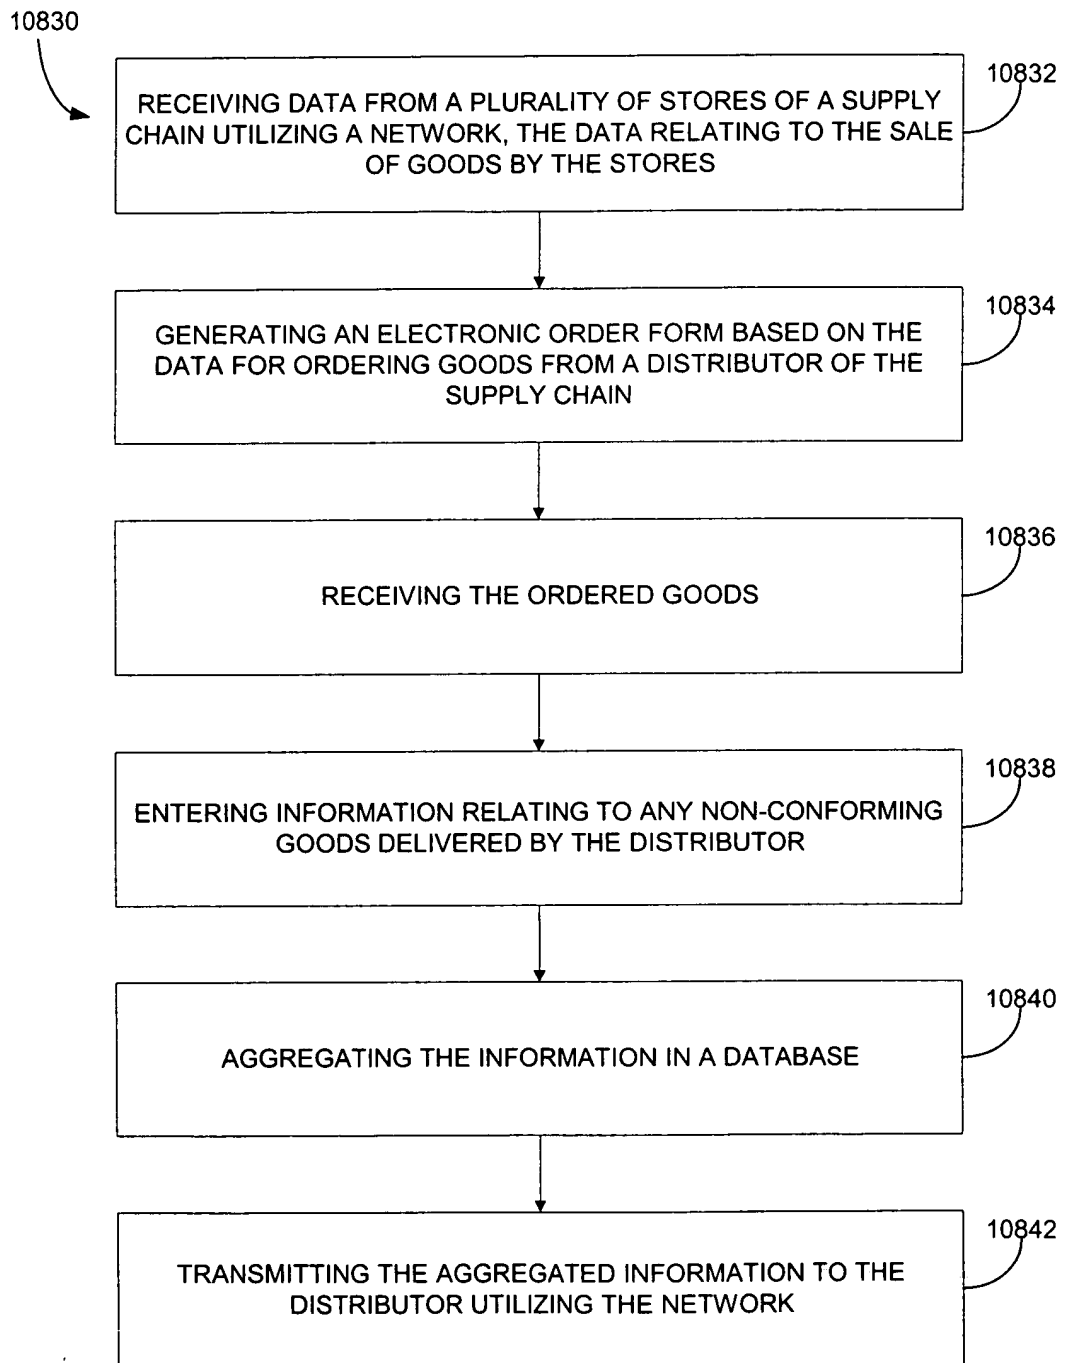 10830
10832
RECEIVING DATA FROM A PLURALITY OF STORES OF A SUPPLY
CHAIN UTILIZING A NETWORK, THE DATA RELATING TO THE SALE
OF GOODS BY THE STORES
10834
GENERATING AN ELECTRONIC ORDER FORM BASED ON THE
DATA FOR ORDERING GOODS FROM A DISTRIBUTOR OF THE
SUPPLY CHAIN
10836
RECEIVING THE ORDERED GOODS
10838
ENTERING INFORMATION RELATING TO ANY NON-CONFORMING
GOODS DELIVERED BY THE DISTRIBUTOR
10840
AGGREGATING THE INFORMATION IN A DATABASE
10842
TRANSMITTING THE AGGREGATED INFORMATION TO THE
DISTRIBUTOR UTILIZING THE NETWORK